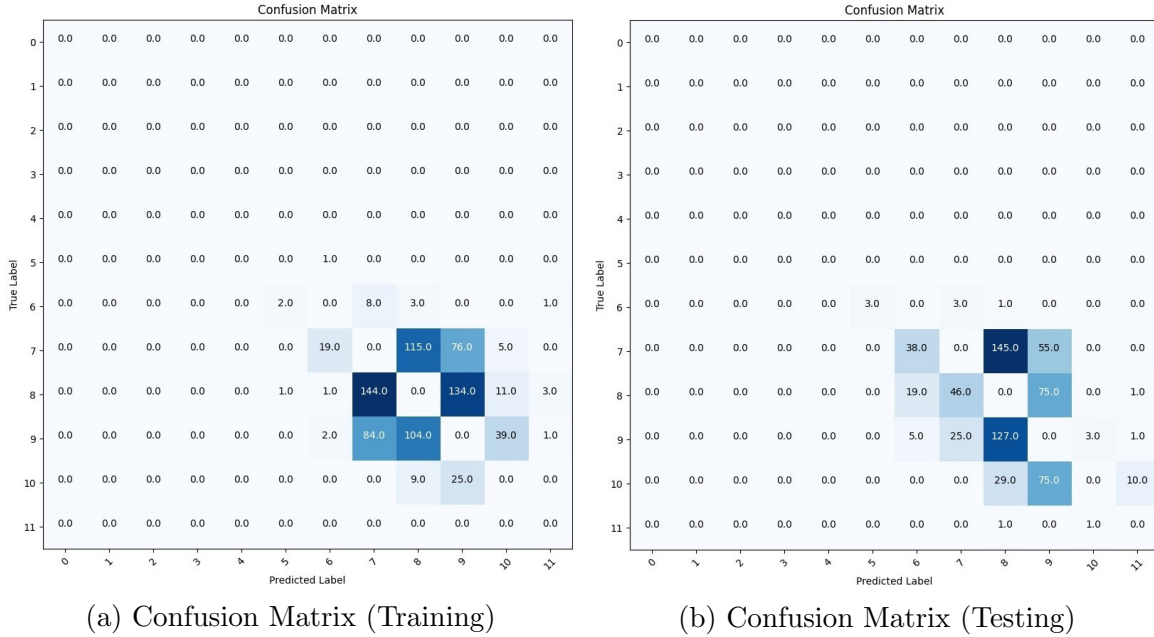 Confusion Matrix
0 0.0 0.0 0.0 0.0 0.0 0.0 0.0 0.0 0.0 0.0 0.0 0.0
1 0.0 0.0 0.0 0.0 0.0 0.0 0.0 0.0 0.0 0.0 0.0 0.0
2 0.0 0.0 0.0 0.0 0.0 0.0 0.0 0.0 0.0 0.0 0.0 0.0
3 0.0 0.0 0.0 0.0 0.0 0.0 0.0 0.0 0.0 0.0 0.0 0.0
4 0.0 0.0 0.0 0.0 0.0 0.0 0.0 0.0 0.0 0.0 0.0 0.0
5 0.0 0.0 0.0 0.0 0.0 0.0 1.0 0.0 0.0 0.0 0.0 0.0
6 0.0 0.0 0.0 0.0 0.0 2.0 0.0 8.0 3.0 0.0 0.0 1.0
7 0.0 0.0 0.0 0.0 0.0 0.0 19.0 0.0 115.0 76.0 5.0 0.0
8 0.0 0.0 0.0 0.0 0.0 1.0 1.0 144.0 0.0 134.0 11.0 3.0
9 0.0 0.0 0.0 0.0 0.0 0.0 2.0 84.0 104.0 0.0 39.0 1.0
10 0.0 0.0 0.0 0.0 0.0 0.0 0.0 0.0 9.0 25.0 0.0 0.0
11 0.0 0.0 0.0 0.0 0.0 0.0 0.0 0.0 0.0 0.0 0.0 0.0
True Label
0 1 2 3 4 5 6 7 8 9 10 11
Predicted Label
(a) Confusion Matrix (Training)
Confusion Matrix
0 0.0 0.0 0.0 0.0 0.0 0.0 0.0 0.0 0.0 0.0 0.0 0.0
1 0.0 0.0 0.0 0.0 0.0 0.0 0.0 0.0 0.0 0.0 0.0 0.0
2 0.0 0.0 0.0 0.0 0.0 0.0 0.0 0.0 0.0 0.0 0.0 0.0
3 0.0 0.0 0.0 0.0 0.0 0.0 0.0 0.0 0.0 0.0 0.0 0.0
4 0.0 0.0 0.0 0.0 0.0 0.0 0.0 0.0 0.0 0.0 0.0 0.0
5 0.0 0.0 0.0 0.0 0.0 0.0 0.0 0.0 0.0 0.0 0.0 0.0
6 0.0 0.0 0.0 0.0 0.0 3.0 0.0 3.0 1.0 0.0 0.0 0.0
7 0.0 0.0 0.0 0.0 0.0 0.0 38.0 0.0 145.0 55.0 0.0 0.0
8 0.0 0.0 0.0 0.0 0.0 0.0 19.0 46.0 0.0 75.0 0.0 1.0
9 0.0 0.0 0.0 0.0 0.0 0.0 5.0 25.0 127.0 0.0 3.0 1.0
10 0.0 0.0 0.0 0.0 0.0 0.0 0.0 0.0 29.0 75.0 0.0 10.0
11 0.0 0.0 0.0 0.0 0.0 0.0 0.0 0.0 1.0 0.0 1.0 0.0
True Label
0 1 2 3 4 5 6 7 8 9 10 11
Predicted Label
(b) Confusion Matrix (Testing)